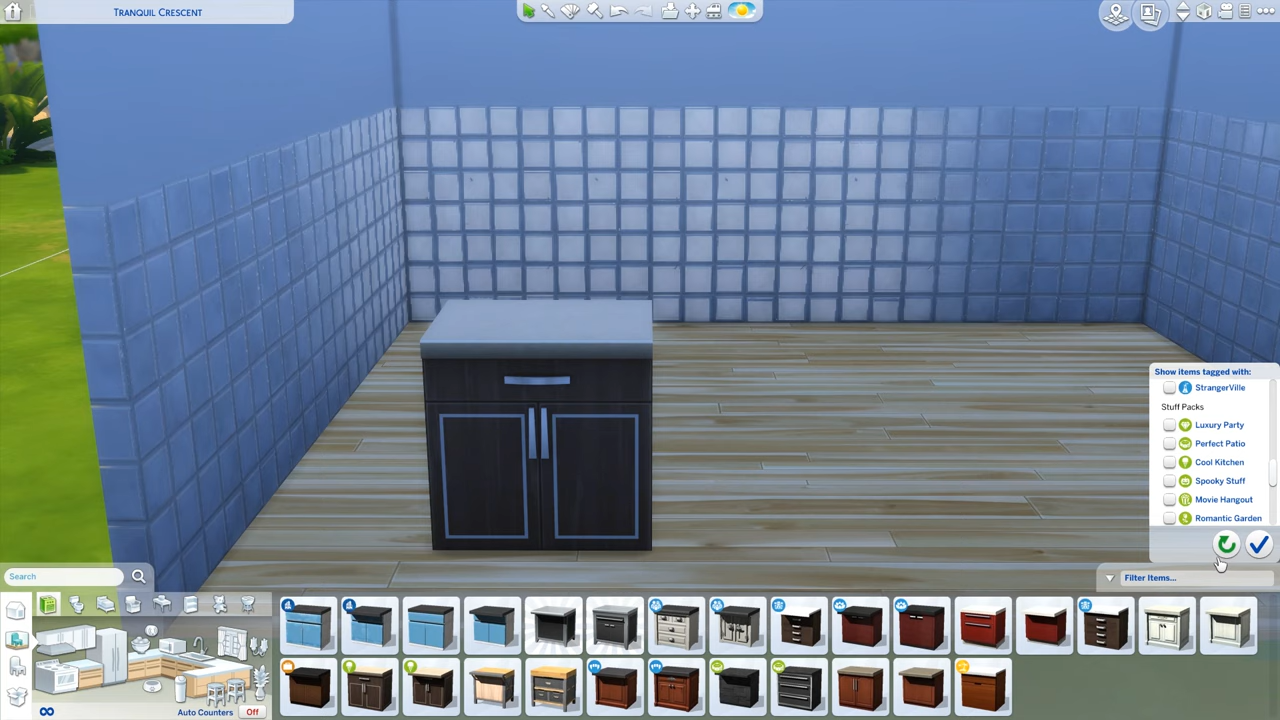 TRANQUIL CRESCENT
Show items tagged with:
StrangerVille
Stuff Packs
Luxury Party
Perfect Patio
Cool Kitchen
Spooky Stuff
Movie Hangout
Romantic Garden
Filter Items...
Search
Auto Counters Off